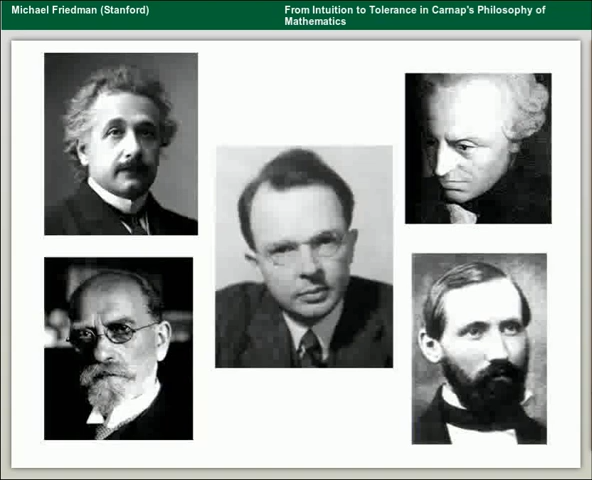 Michael Friedman (Stanford)
From Intuition to Tolerance in Carnap's Philosophy of
Mathematics